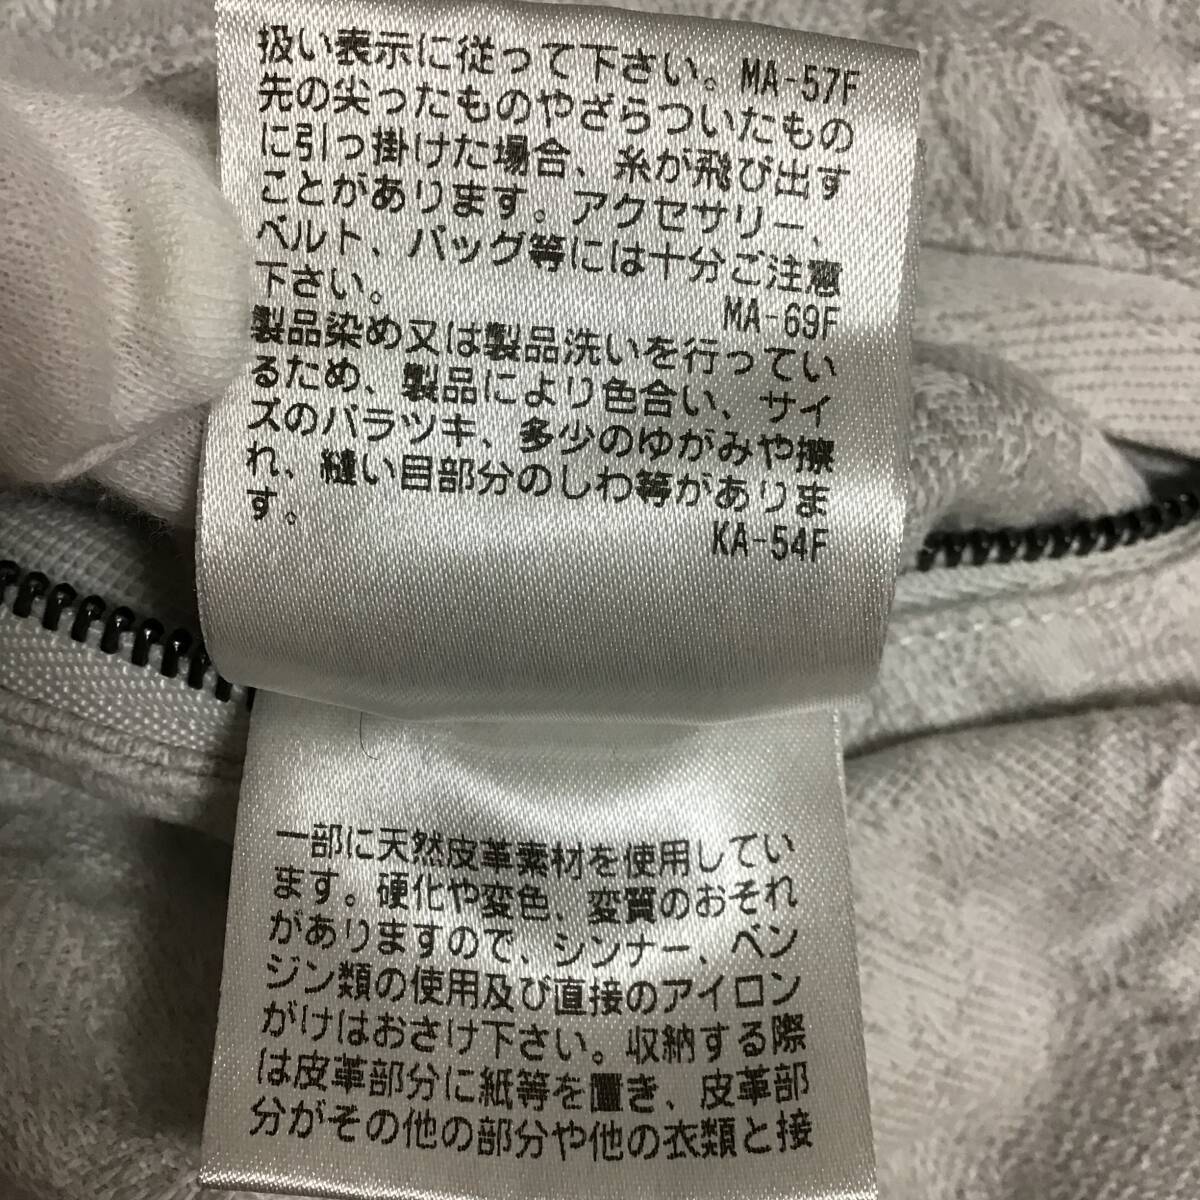 扱い表示に従って下さい。MA-57F
先の尖ったものやざらついたもの
に引っ掛けた場合、糸が飛び出す
ことがあります。アクセサリー、
ベルト、バッグ等には十分ご注意
下さい。
MA-69F
製品染め又は製品洗いを行ってい
るため、製品により色合い、サイ
ズのバラツキ、多少のゆがみや擦
れ、縫い目部分のしわ等がありま
す。
KA-54F
一部に天然皮革素材を使用してい
ます。硬化や変色、変質のおそれ
がありますので、シンナー、ベン
ジン類の使用及び直接のアイロン
がけはおさけ下さい。収納する際
は皮革部分に紙等を置き、皮革部
分がその他の部分や他の衣類と接